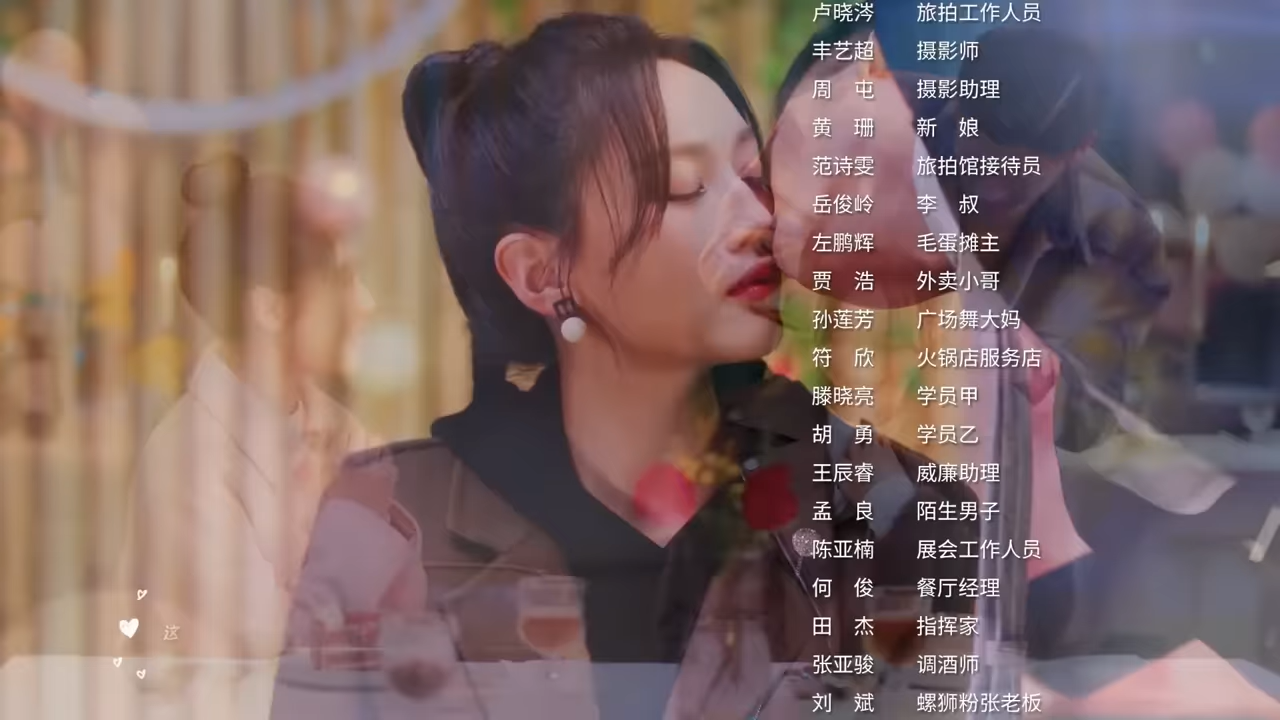 卢晓涔 旅拍工作人员
丰艺超 摄影师
周 屯 摄影助理
黄 珊 新 娘
范诗雯 旅拍馆接待员
岳俊岭 李 叔
左鹏辉 毛蛋摊主
贾 浩 外卖小哥
孙莲芳 广场舞大妈
符 欣 火锅店服务店
滕晓亮 学员甲
胡 勇 学员乙
王辰睿 威廉助理
孟 良 陌生男子
陈亚楠 展会工作人员
何 俊 餐厅经理
田 杰 指挥家
这
张亚骏 调酒师
刘 斌 螺狮粉张老板